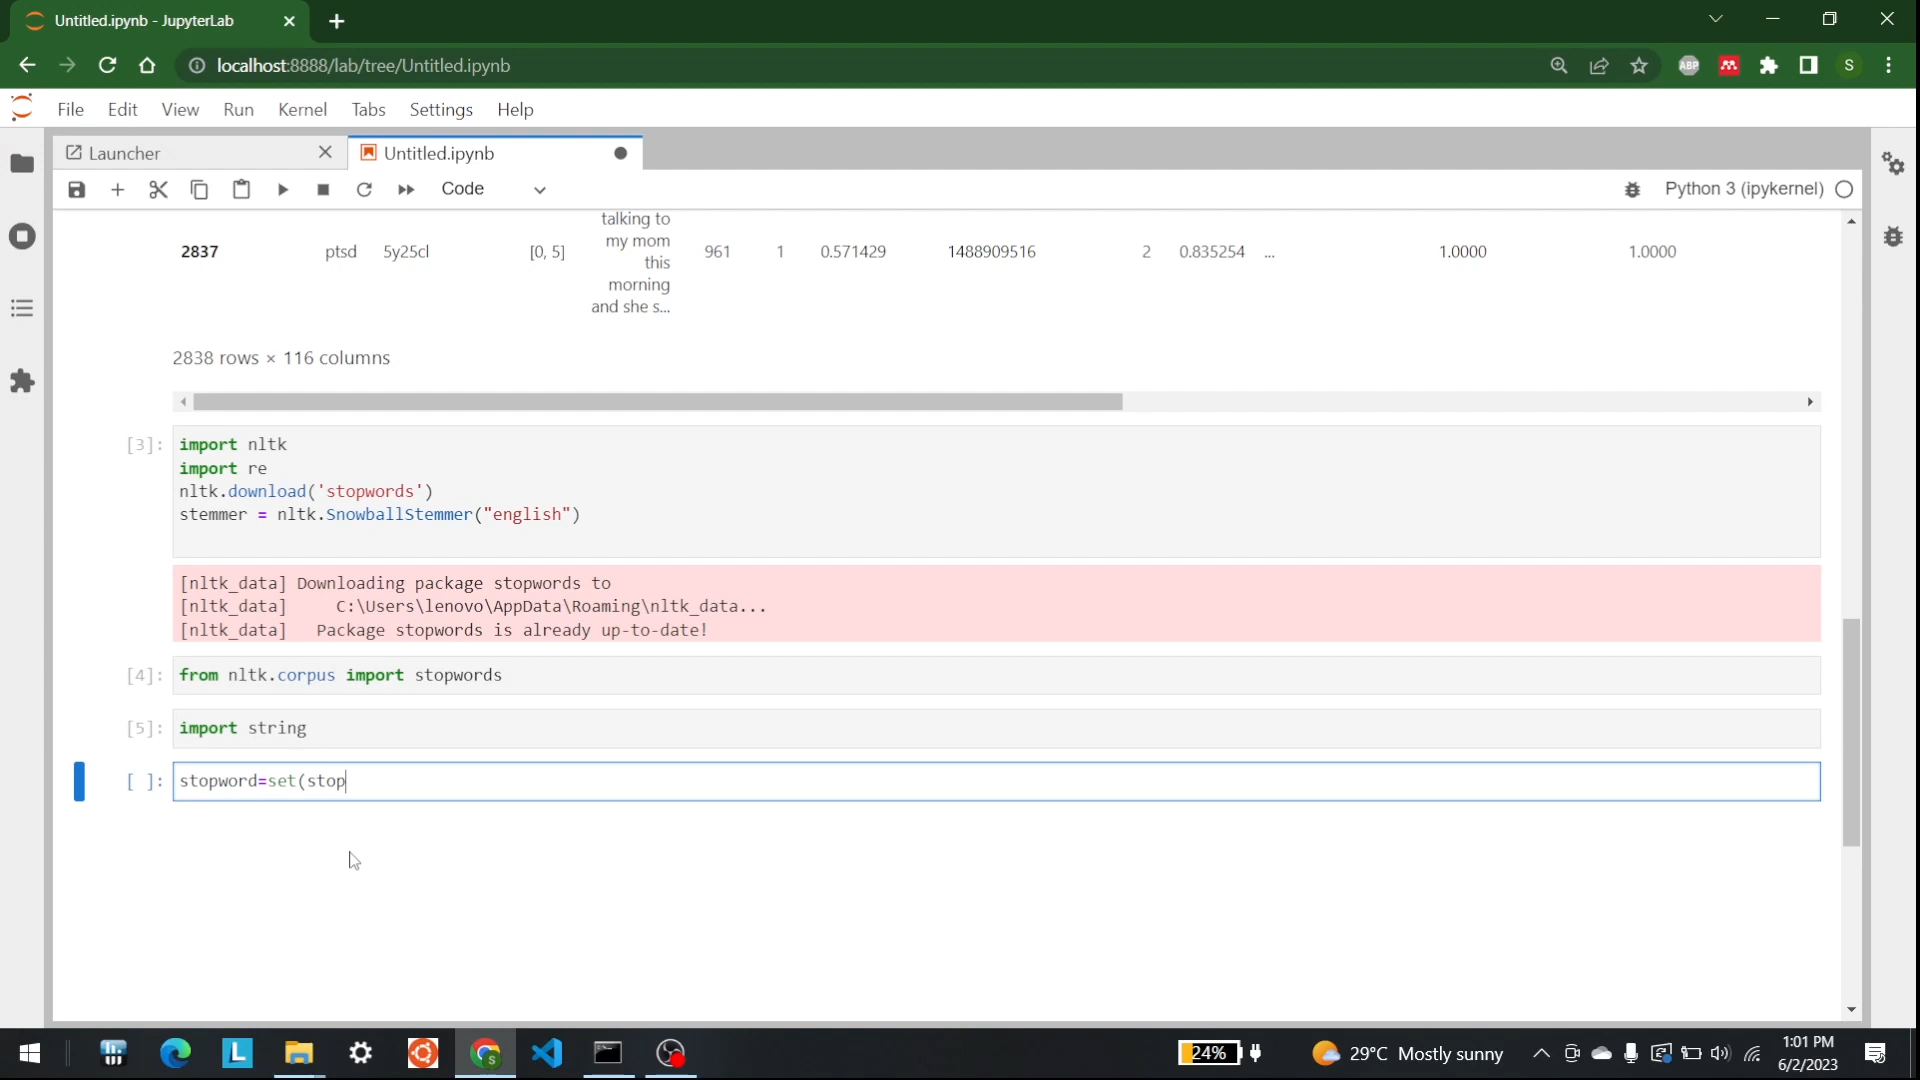 Untitled.ipynb - JupyterLab
localhost:8888/lab/tree/Untitled.ipynb
ABP
S
File Edit View Run Kernel Tabs Settings Help
Launcher
Untitled.ipynb
Code
Python 3 (ipykernel)
talking to
my mom
2837 ptsd 5y25cl [0, 5] this 961 1 0.571429 1488909516 2 0.835254 ... 1.0000 1.0000
morning
and she s...
2838 rows × 116 columns
[3]: import nltk
import re
nltk.download('stopwords')
stemmer = nltk.SnowballStemmer("english")
[nltk_data] Downloading package stopwords to
[nltk_data]     C:\Users\lenovo\AppData\Roaming\nltk_data...
[nltk_data]   Package stopwords is already up-to-date!
[4]: from nltk.corpus import stopwords
[5]: import string
[ ]: stopword=set(stop
L
S
24%
29°C Mostly sunny
1:01 PM
6/2/2023